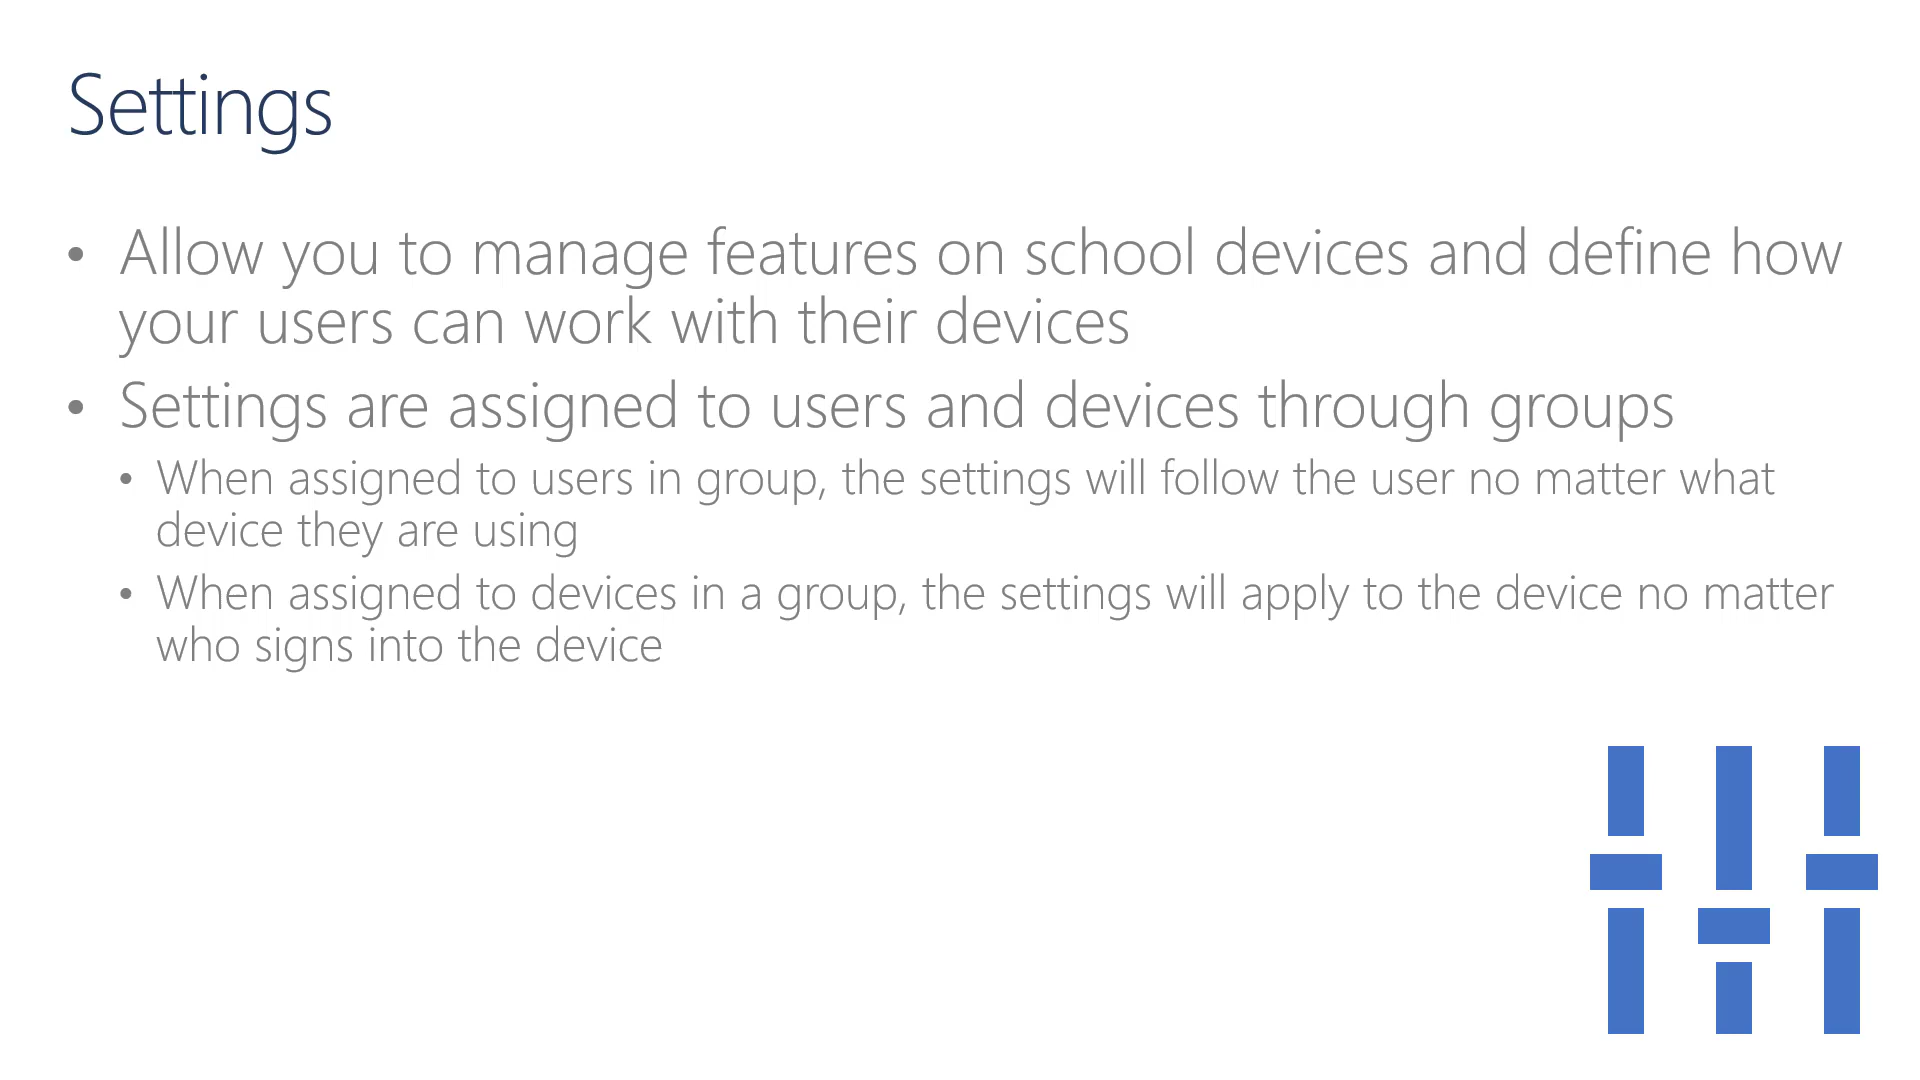 Settings
• Allow you to manage features on school devices and define how
your users can work with their devices
• Settings are assigned to users and devices through groups
• When assigned to users in group, the settings will follow the user no matter what
device they are using
• When assigned to devices in a group, the settings will apply to the device no matter
who signs into the device